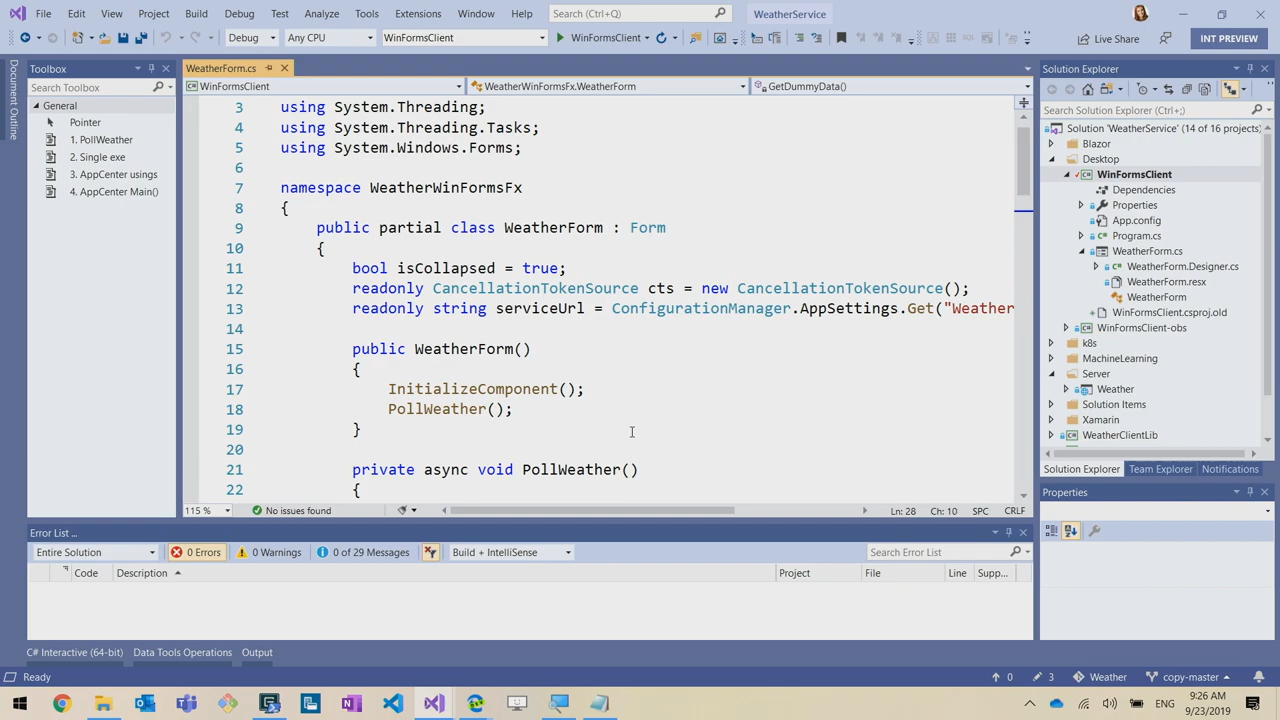 File Edit View Project Build Debug Test Analyze Tools Extensions Window Help Search (Ctrl+Q) WeatherService
Debug Any CPU WinFormsClient WinFormsClient Live Share INT PREVIEW
Document Outline
Toolbox
Search Toolbox
General
Pointer
1. PollWeather
2. Single exe
3. AppCenter usings
4. AppCenter Main()
WeatherForm.cs
WinFormsClient WeatherWinFormsFx.WeatherForm GetDummyData()
3 using System.Threading;
4 using System.Threading.Tasks;
5 using System.Windows.Forms;
6
7 namespace WeatherWinFormsFx
8 {
9 public partial class WeatherForm : Form
10 {
11 bool isCollapsed = true;
12 readonly CancellationTokenSource cts = new CancellationTokenSource();
13 readonly string serviceUrl = ConfigurationManager.AppSettings.Get("Weather
14
15 public WeatherForm()
16 {
17 InitializeComponent();
18 PollWeather();
19 }
20
21 private async void PollWeather()
22 {
115 % No issues found Ln: 28 Ch: 10 SPC CRLF
Solution Explorer
Search Solution Explorer
Solution 'WeatherService' (14 of 16 projects)
Blazor
Desktop
WinFormsClient
Dependencies
Properties
App.config
Program.cs
WeatherForm.cs
WeatherForm.Designer.cs
WeatherForm.resx
WeatherForm
WinFormsClient.csproj.old
WinFormsClient-obs
k8s
MachineLearning
Server
Weather
Solution Items
Xamarin
WeatherClientLib
Solution Explorer Team Explorer Notifications
Properties
Error List ...
Entire Solution 0 Errors 0 Warnings 0 of 29 Messages Build + IntelliSense Search Error List
Code Description Project File Line Supp...
C# Interactive (64-bit) Data Tools Operations Output
Ready 0 3 Weather copy-master
ENG 9:26 AM
9/23/2019